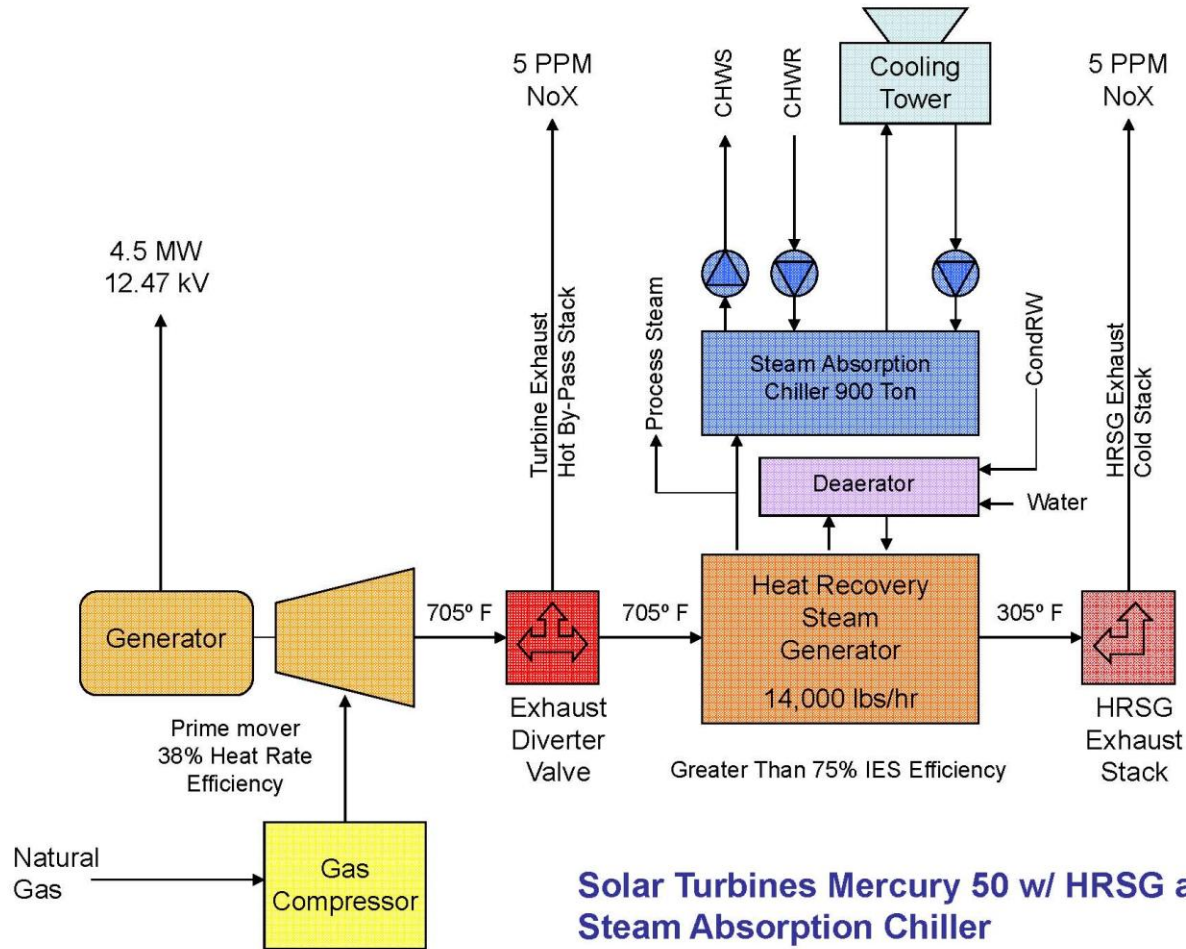 5 PPM
NoX
CHWS
CHWR
Cooling
Tower
5 PPM
NoX
4.5 MW
12.47 kV
Turbine Exhaust
Hot By-Pass Stack
Process Steam
Steam Absorption
Chiller 900 Ton
CondRW
HRSG Exhaust
Cold Stack
Deaerator
Water
Generator
705º F
705º F
Heat Recovery
Steam
Generator
14,000 lbs/hr
305º F
Prime mover
38% Heat Rate
Efficiency
Exhaust
Diverter
Valve
Greater Than 75% IES Efficiency
HRSG
Exhaust
Stack
Natural
Gas
Gas
Compressor
Solar Turbines Mercury 50 w/ HRSG a
Steam Absorption Chiller